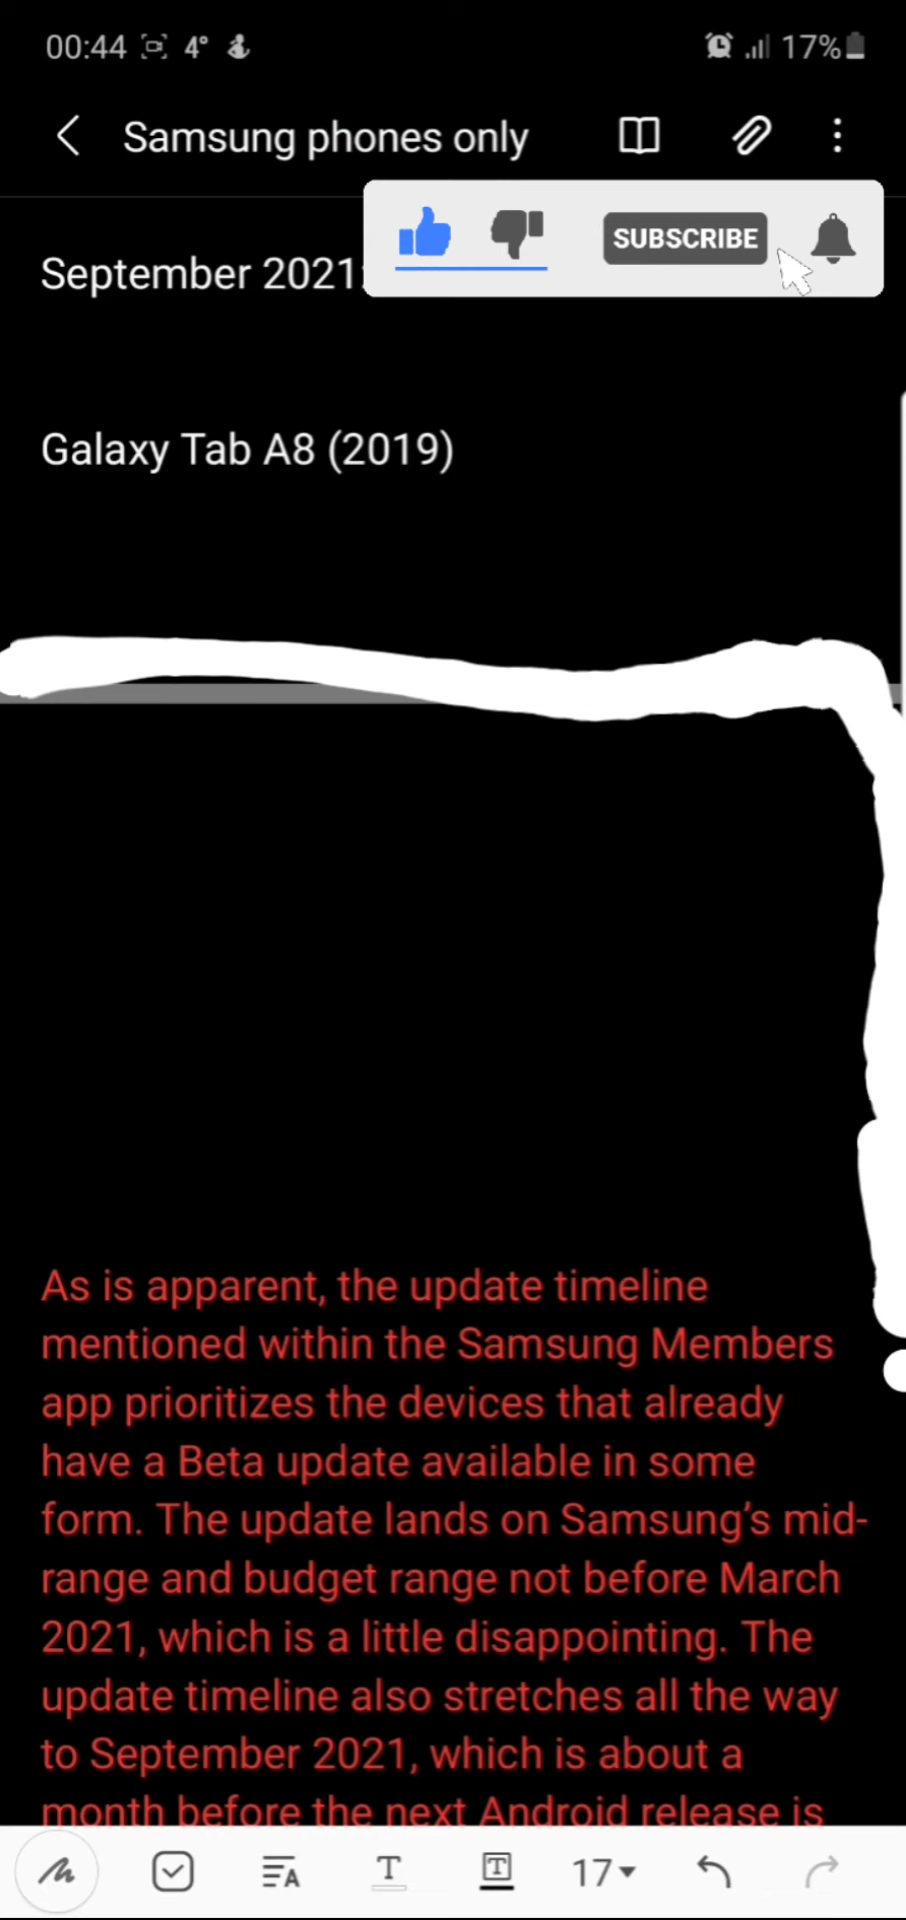 00:44 4° 17%
Samsung phones only
SUBSCRIBE
September 2021:
Galaxy Tab A8 (2019)
As is apparent, the update timeline
mentioned within the Samsung Members
app prioritizes the devices that already
have a Beta update available in some
form. The update lands on Samsung’s mid-
range and budget range not before March
2021, which is a little disappointing. The
update timeline also stretches all the way
to September 2021, which is about a
month before the next Android release is
17